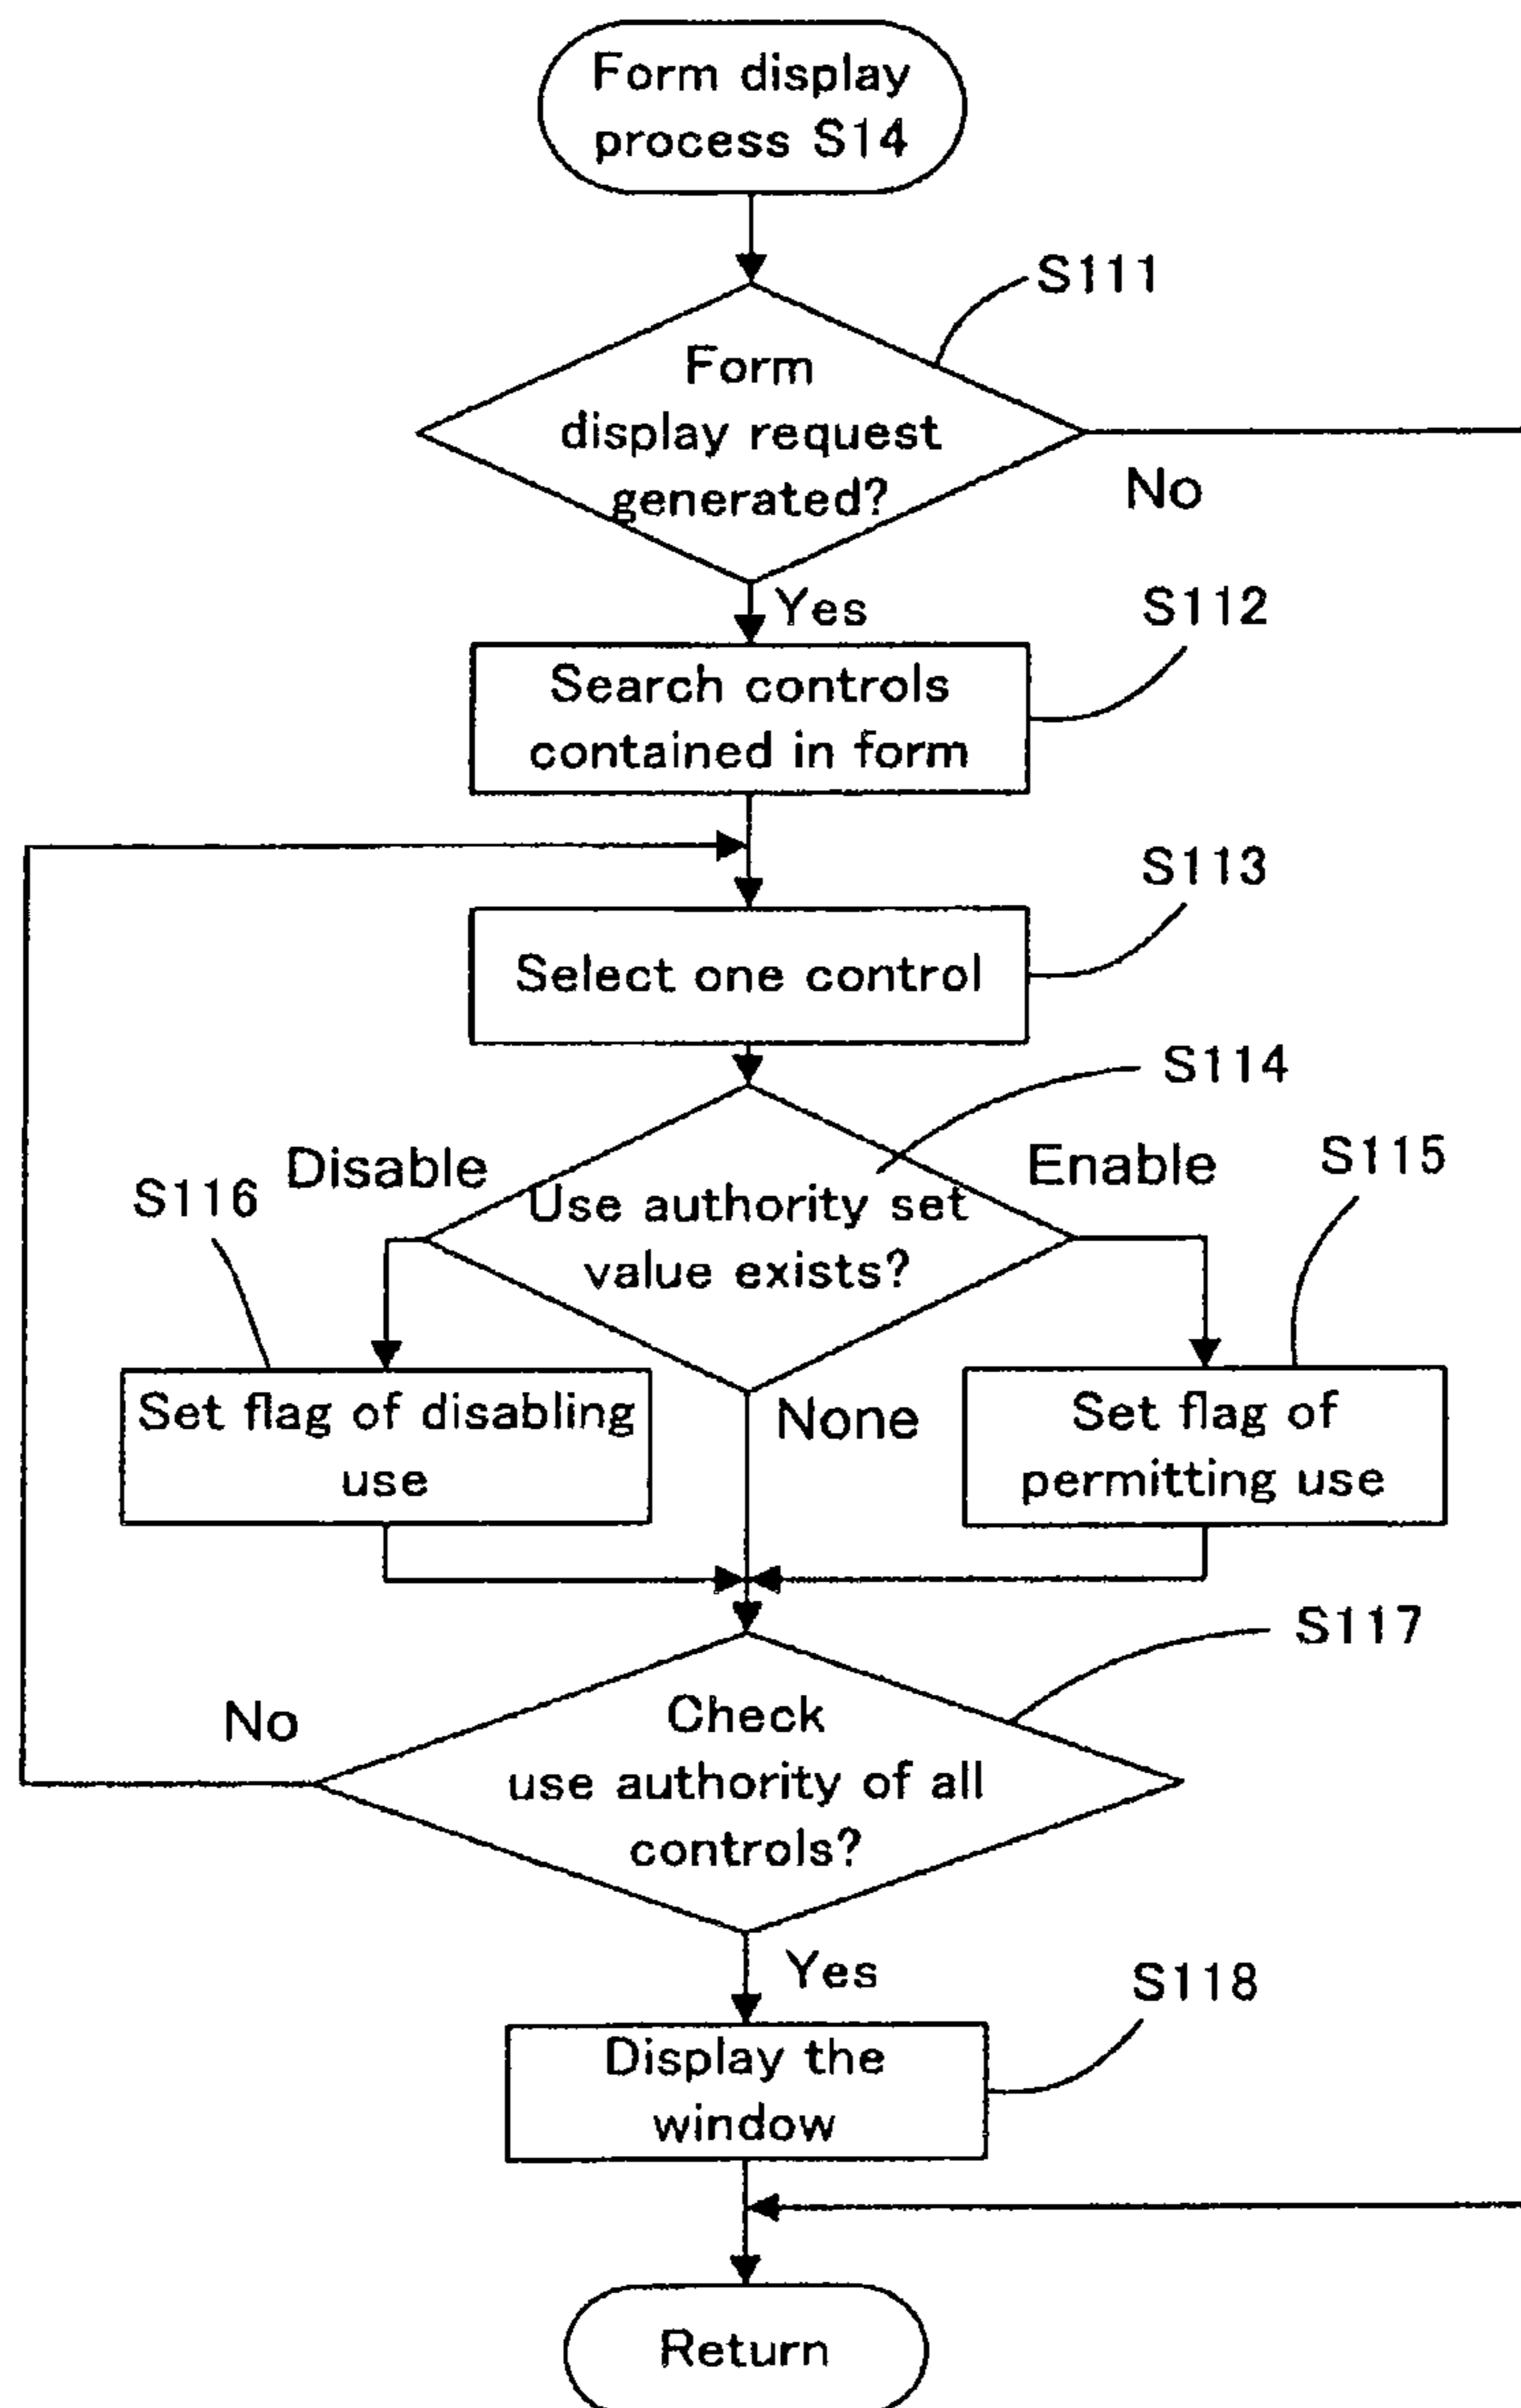 Form display
process S14
S111
Form
display request
generated?
No
Yes
S112
Search controls
contained in form
S113
Select one control
S114
Disable
Enable
S115
S116
Use authority set
value exists?
Set flag of disabling
use
None
Set flag of
permitting use
S117
No
Check
use authority of all
controls?
Yes
S118
Display the
window
Return